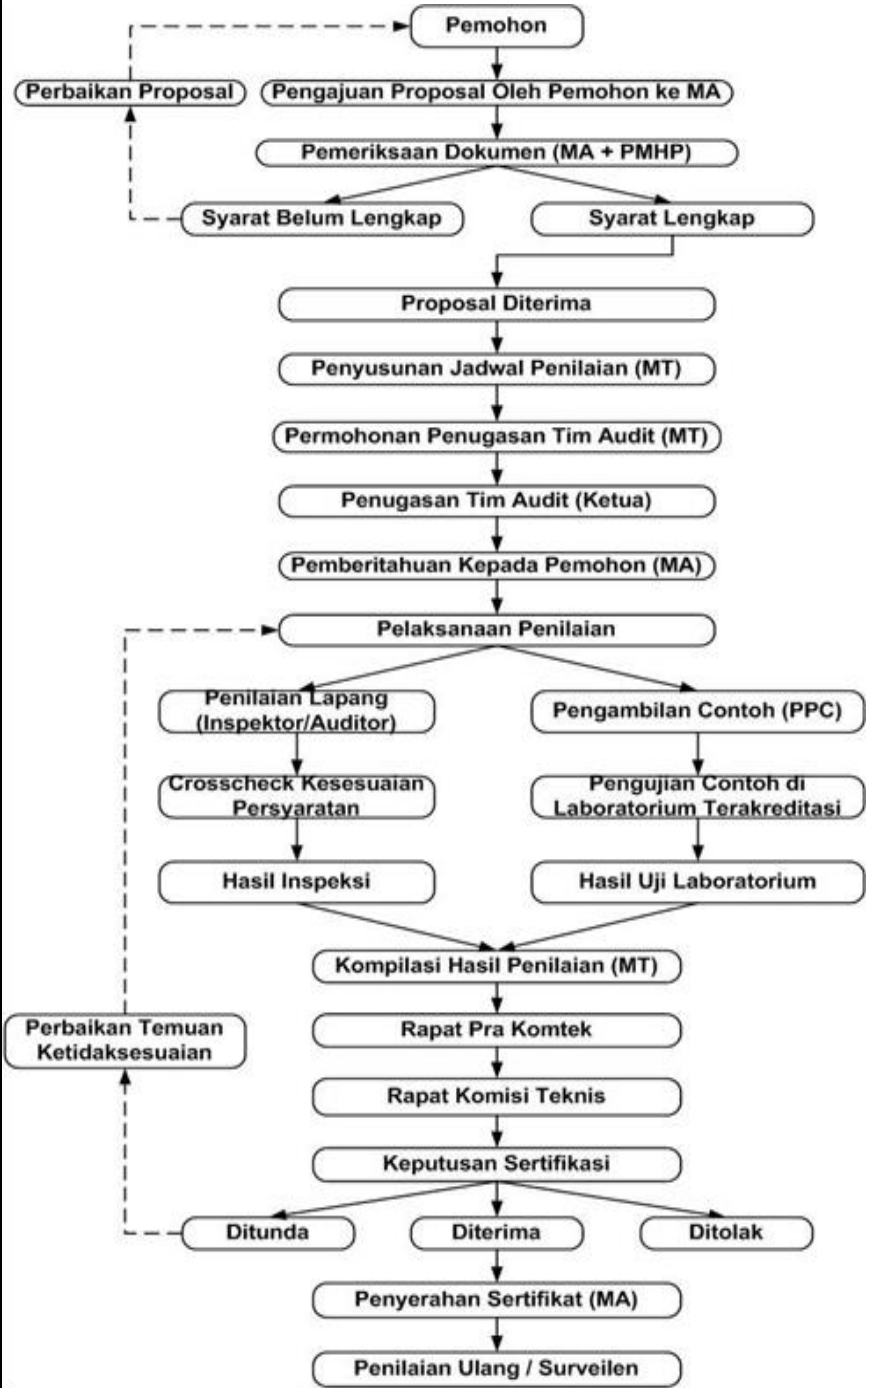 Pemohon
Perbaikan Proposal
Pengajuan Proposal Oleh Pemohon ke MA
Pemeriksaan Dokumen (MA + PMHP)
Syarat Belum Lengkap
Syarat Lengkap
Proposal Diterima
Penyusunan Jadwal Penilaian (MT)
Permohonan Penugasan Tim Audit (MT)
Penugasan Tim Audit (Ketua)
Pemberitahuan Kepada Pemohon (MA)
Pelaksanaan Penilaian
Penilaian Lapang
(Inspektor/Auditor)
Pengambilan Contoh (PPC)
Crosscheck Kesesuaian
Persyaratan
Pengujian Contoh di
Laboratorium Terakreditasi
Hasil Inspeksi
Hasil Uji Laboratorium
Kompilasi Hasil Penilaian (MT)
Perbaikan Temuan
Ketidaksesuaian
Rapat Pra Komtek
Rapat Komisi Teknis
Keputusan Sertifikasi
Ditunda
Diterima
Ditolak
Penyerahan Sertifikat (MA)
Penilaian Ulang / Surveilen